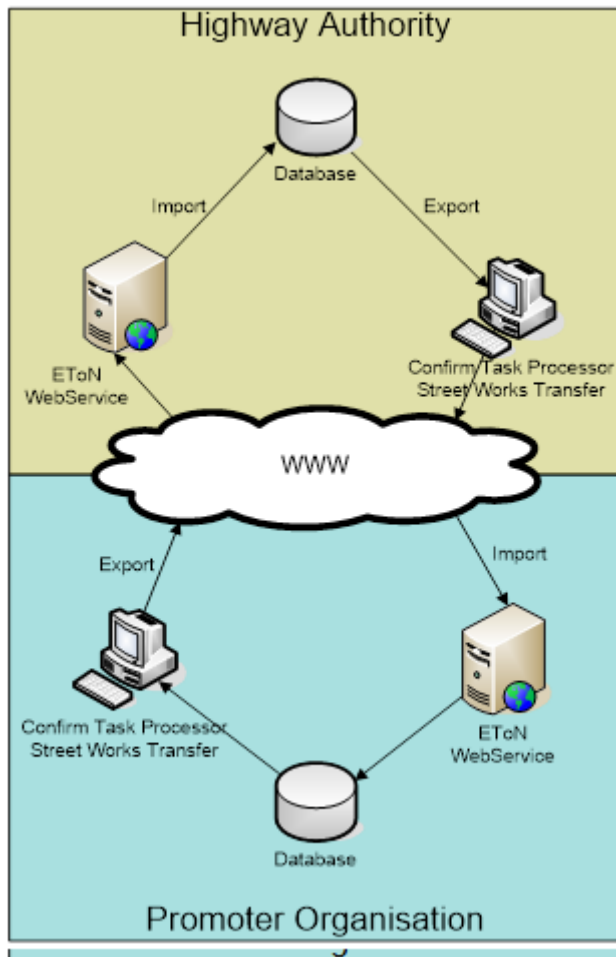 Highway Authority
Database
Import
Export
EToN
WebService
Confirm Task Processor
Street Works Transfer
WWW
Export
Import
Confirm Task Processor
Street Works Transfer
EToN
WebService
Database
Promoter Organisation